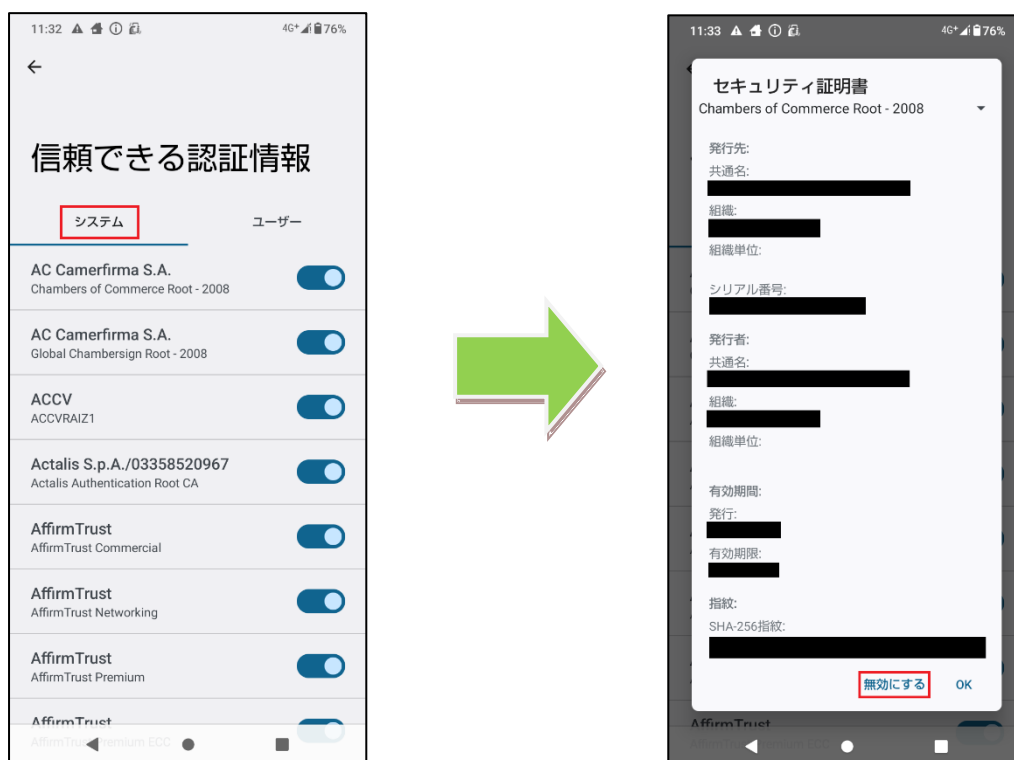 11:32
4G+ 76%
信頼できる認証情報
システム
ユーザー
AC Camerfirma S.A.
Chambers of Commerce Root - 2008
AC Camerfirma S.A.
Global Chambersign Root - 2008
ACCV
ACCVRAIZ1
Actalis S.p.A./03358520967
Actalis Authentication Root CA
AffirmTrust
AffirmTrust Commercial
AffirmTrust
AffirmTrust Networking
AffirmTrust
AffirmTrust Premium
AffirmTrust
AffirmTrust Premium ECC
11:33
4G+ 76%
セキュリティ証明書
Chambers of Commerce Root - 2008
発行先:
共通名:
組織:
組織単位:
シリアル番号:
発行者:
共通名:
組織:
組織単位:
有効期間:
発行:
有効期限:
指紋:
SHA-256指紋:
無効にする
OK
AffirmTrust
AffirmTrust Premium ECC